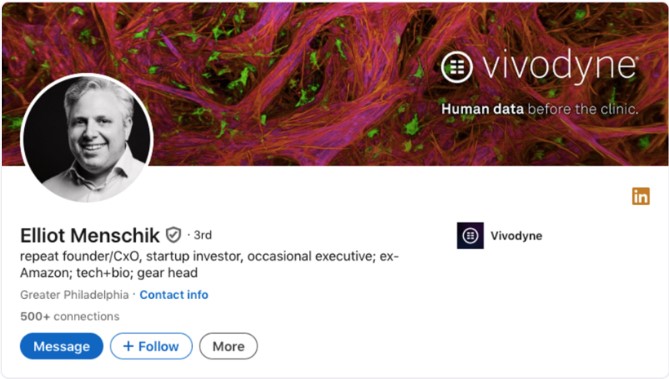 vivodyne
Human data before the clinic.
in
Elliot Menschik · 3rd
Vivodyne
repeat founder/CxO, startup investor, occasional executive; ex-
Amazon; tech+bio; gear head
Greater Philadelphia · Contact info
500+ connections
Message
+ Follow
More